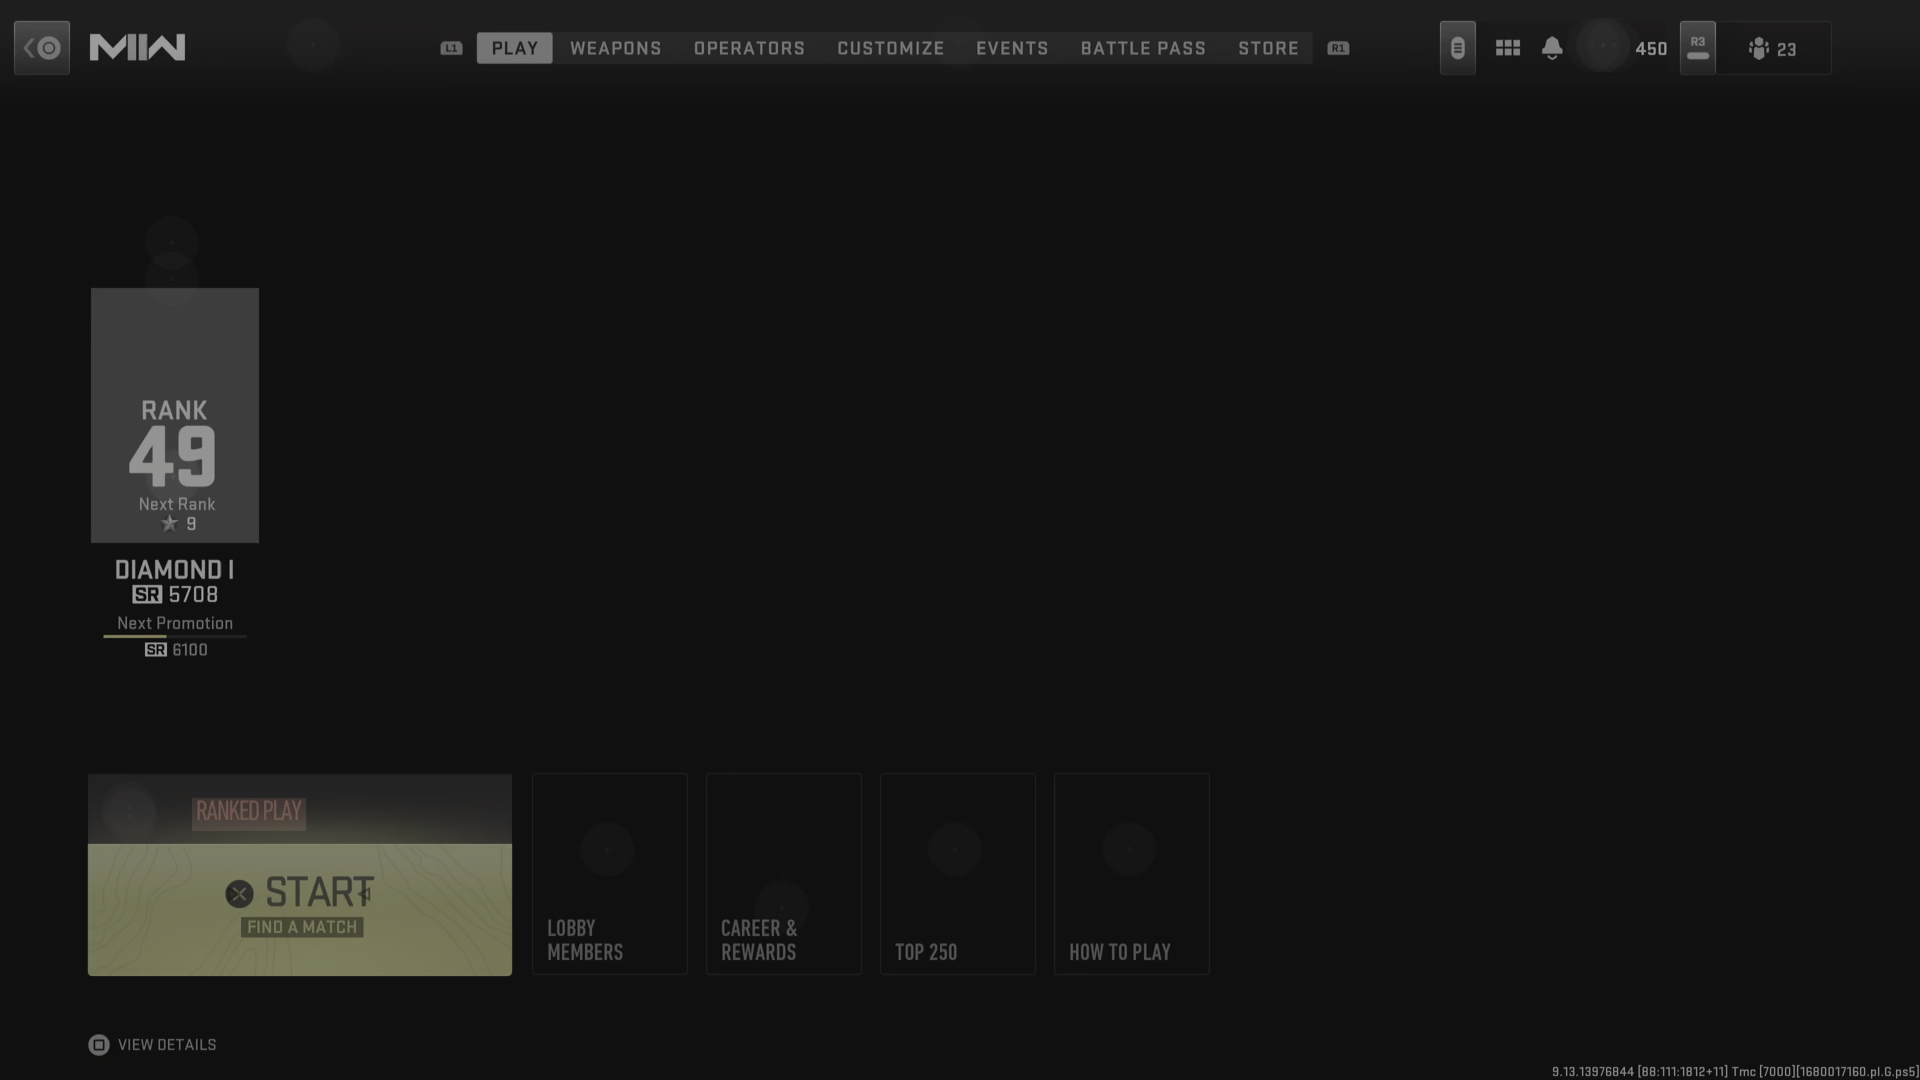 MW
L1 PLAY WEAPONS OPERATORS CUSTOMIZE EVENTS BATTLE PASS STORE R1
450 R3 23
RANK
49
Next Rank
9
DIAMOND I
SR 5708
Next Promotion
SR 6100
RANKED PLAY
START
FIND A MATCH
LOBBY
MEMBERS
CAREER &
REWARDS
TOP 250
HOW TO PLAY
VIEW DETAILS
9.13.13976844 [88:111:1812+11] Tmc [7000][1680017160.pl.G.ps5]